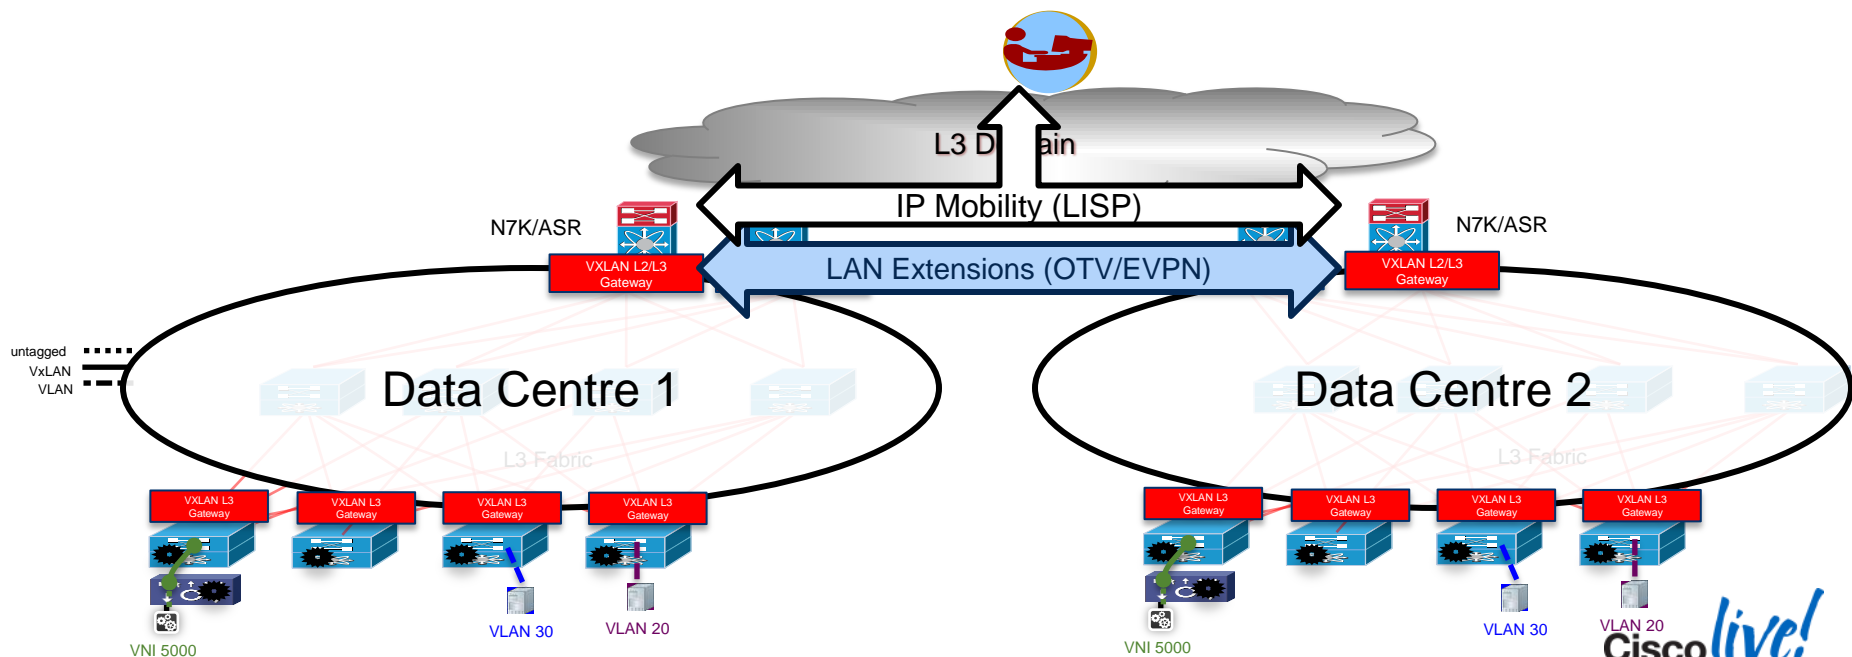 L3 D ain
IP Mobility (LISP)
N7K/ASR
N7K/ASR
VXLAN L2/L3
Gateway
LAN Extensions (OTV/EVPN)
VXLAN L2/L3
Gateway
untagged
VxLAN
VLAN
Data Centre 1
Data Centre 2
L3 Fabric
L3 Fabric
VXLAN L3
Gateway
VXLAN L3
Gateway
VXLAN L3
Gateway
VXLAN L3
Gateway
VXLAN L3
Gateway
VXLAN L3
Gateway
VXLAN L3
Gateway
VXLAN L3
Gateway
VNI 5000
VLAN 30
VLAN 20
VNI 5000
VLAN 30
VLAN 20
Cisco live!